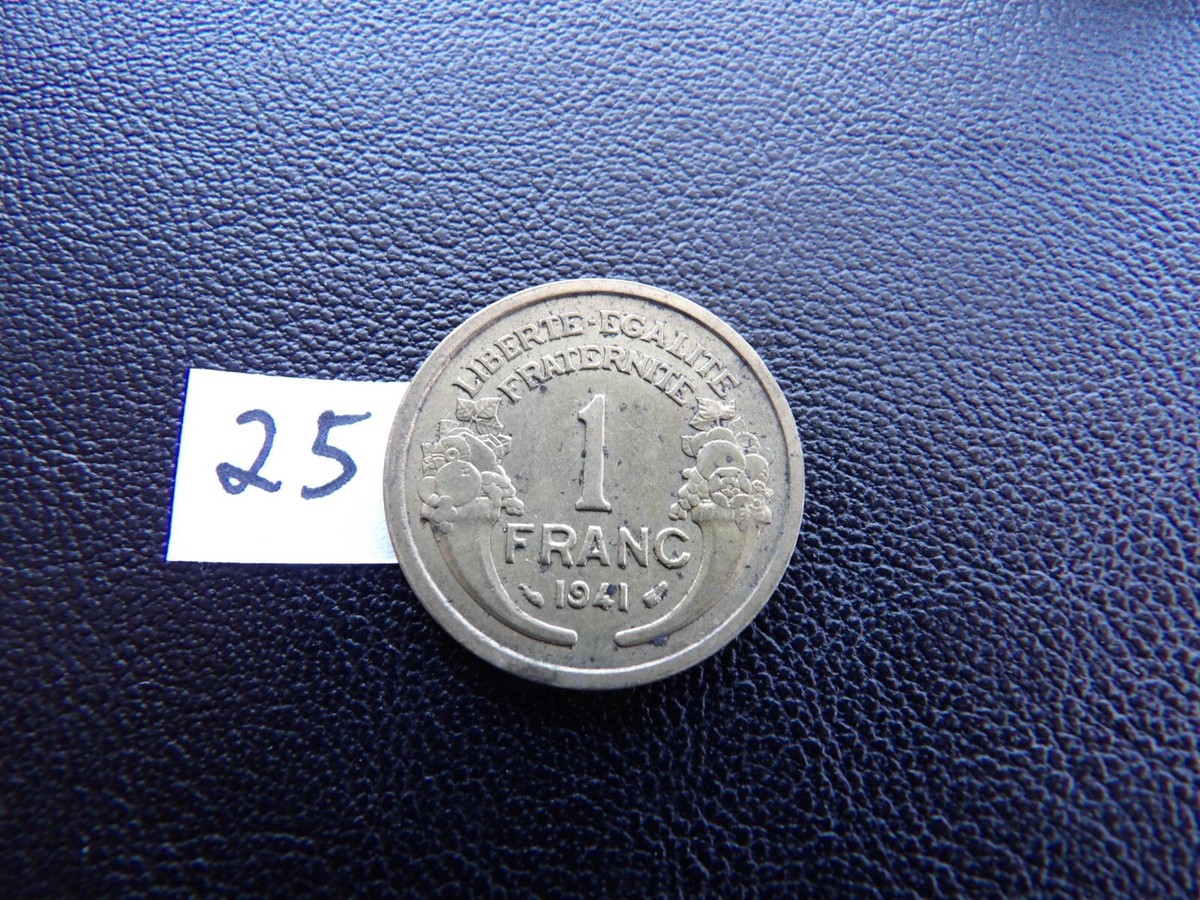 25
LIBERTE·EGALITE
FRATERNITE
1
FRANC
1941